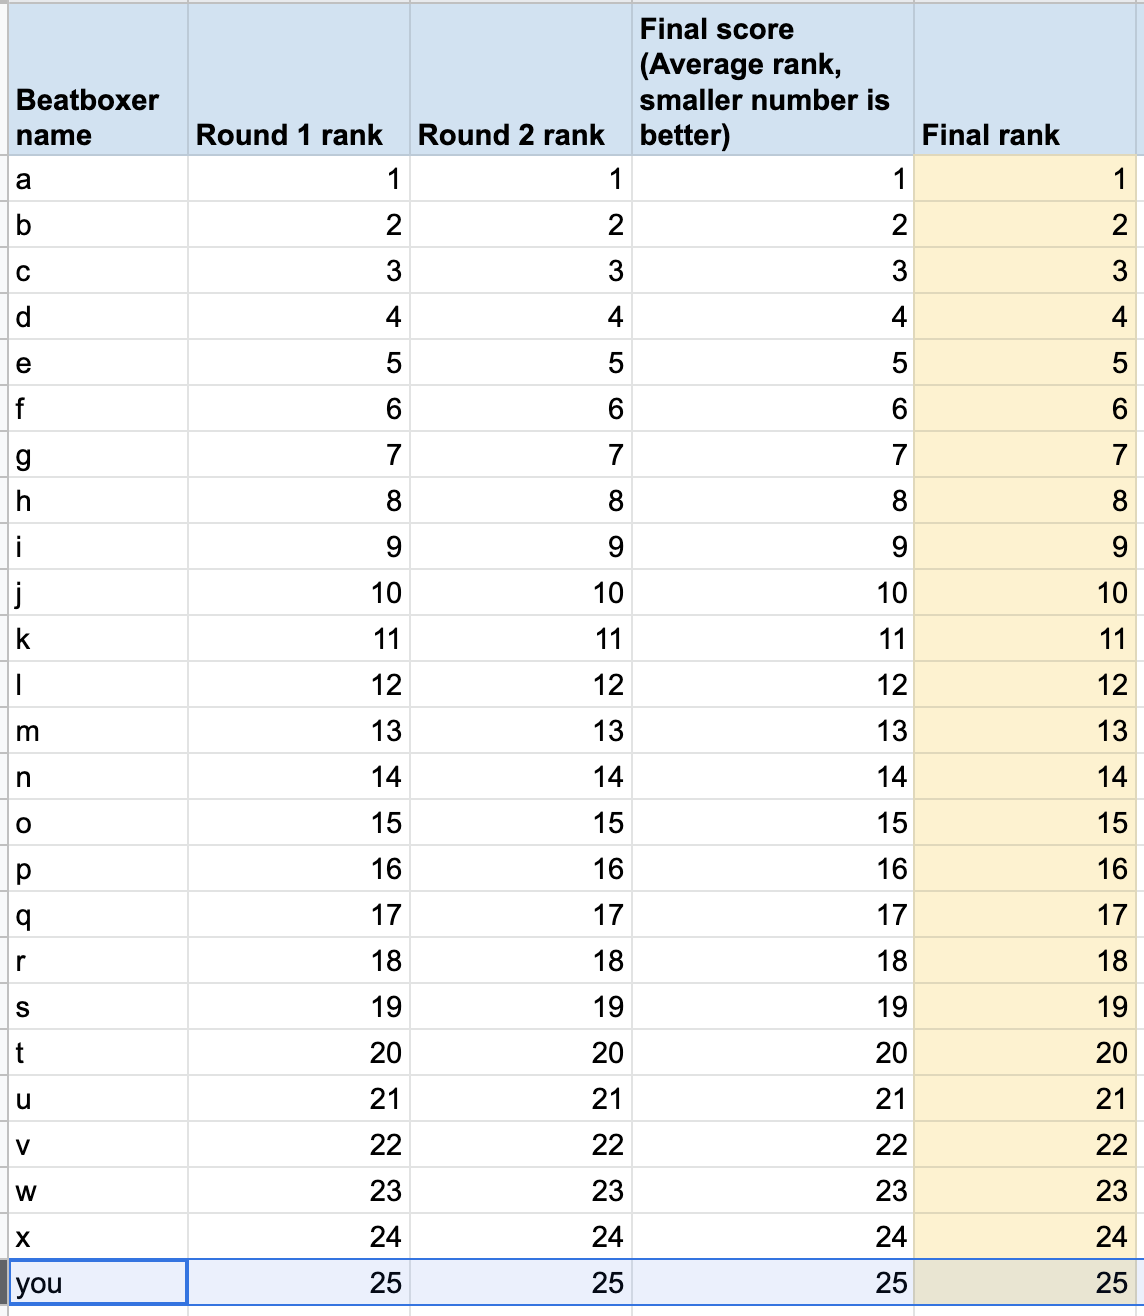 Beatboxer name	Round 1 rank	Round 2 rank	Final score (Average rank, smaller number is better)	Final rank
a	1	1	1	1
b	2	2	2	2
c	3	3	3	3
d	4	4	4	4
e	5	5	5	5
f	6	6	6	6
g	7	7	7	7
h	8	8	8	8
i	9	9	9	9
j	10	10	10	10
k	11	11	11	11
l	12	12	12	12
m	13	13	13	13
n	14	14	14	14
o	15	15	15	15
p	16	16	16	16
q	17	17	17	17
r	18	18	18	18
s	19	19	19	19
t	20	20	20	20
u	21	21	21	21
v	22	22	22	22
w	23	23	23	23
x	24	24	24	24
you	25	25	25	25